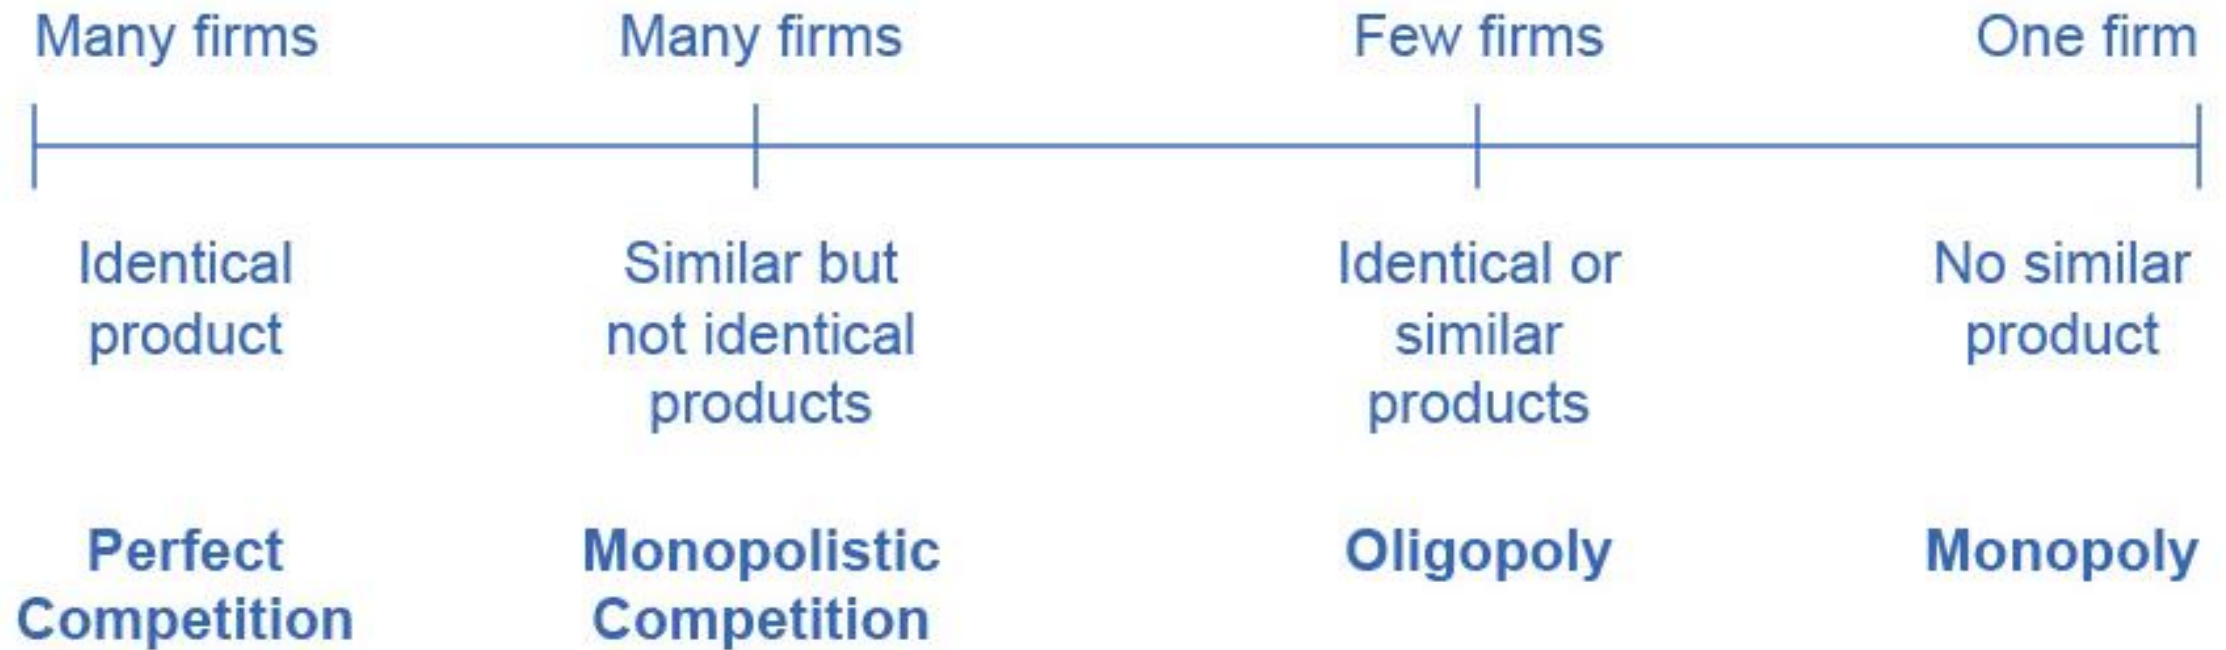 Many firms
Many firms
Few firms
One firm
Identical
product
Similar but
not identical
products
Identical or
similar
products
No similar
product
Perfect
Competition
Monopolistic
Competition
Oligopoly
Monopoly